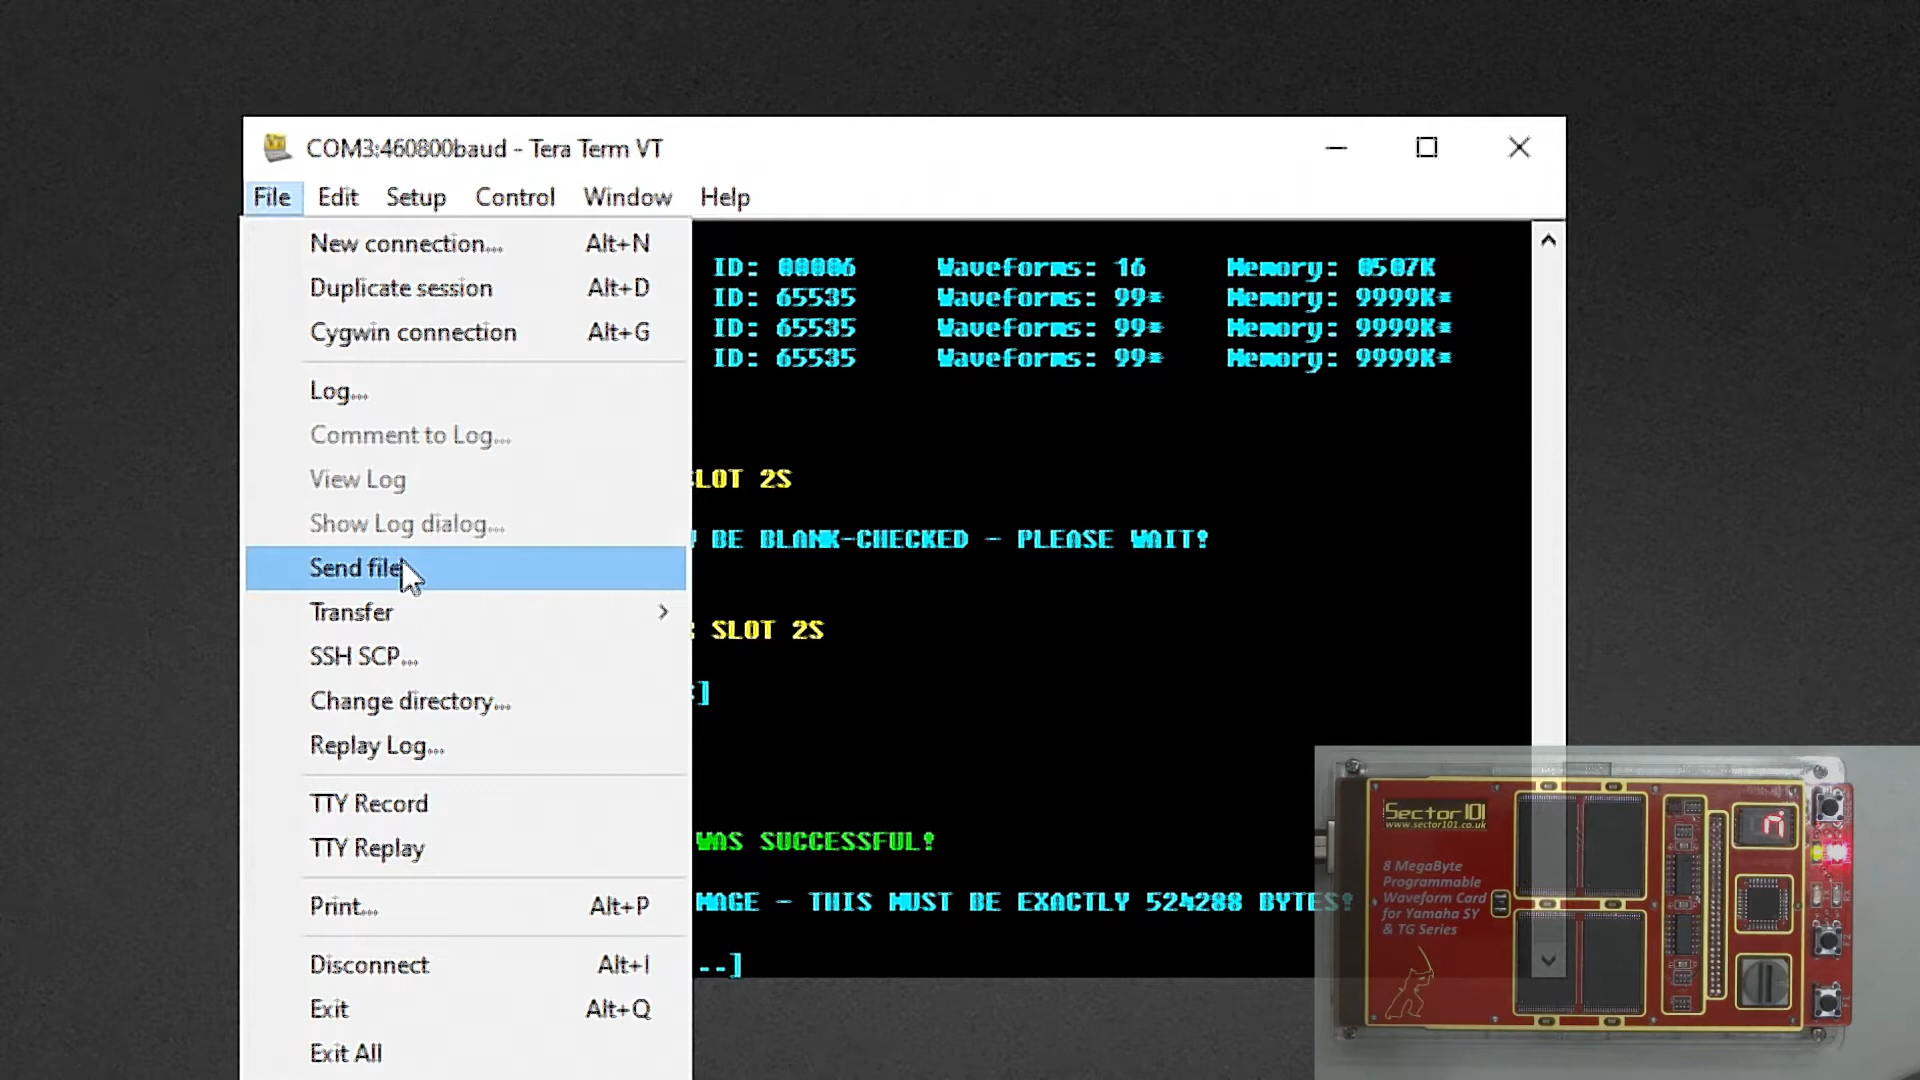 COM3:460800baud - Tera Term VT
File Edit Setup Control Window Help
New connection... Alt+N
Duplicate session Alt+D
Cygwin connection Alt+G
Log...
Comment to Log...
View Log
Show Log dialog...
Send file
Transfer
SSH SCP...
Change directory...
Replay Log...
TTY Record
TTY Replay
Print... Alt+P
Disconnect Alt+I
Exit Alt+Q
Exit All
ID: 00006 Waveforms: 16 Memory: 0507K
ID: 65535 Waveforms: 99* Memory: 9999K*
ID: 65535 Waveforms: 99* Memory: 9999K*
ID: 65535 Waveforms: 99* Memory: 9999K*
LOT 2S
BE BLANK-CHECKED - PLEASE WAIT!
: SLOT 2S
]
WAS SUCCESSFUL!
MAGE - THIS MUST BE EXACTLY 524288 BYTES!
--]
Sector101
www.sector101.co.uk
8 MegaByte
Programmable
Waveform Card
for Yamaha SY
& TG Series
F2
F1